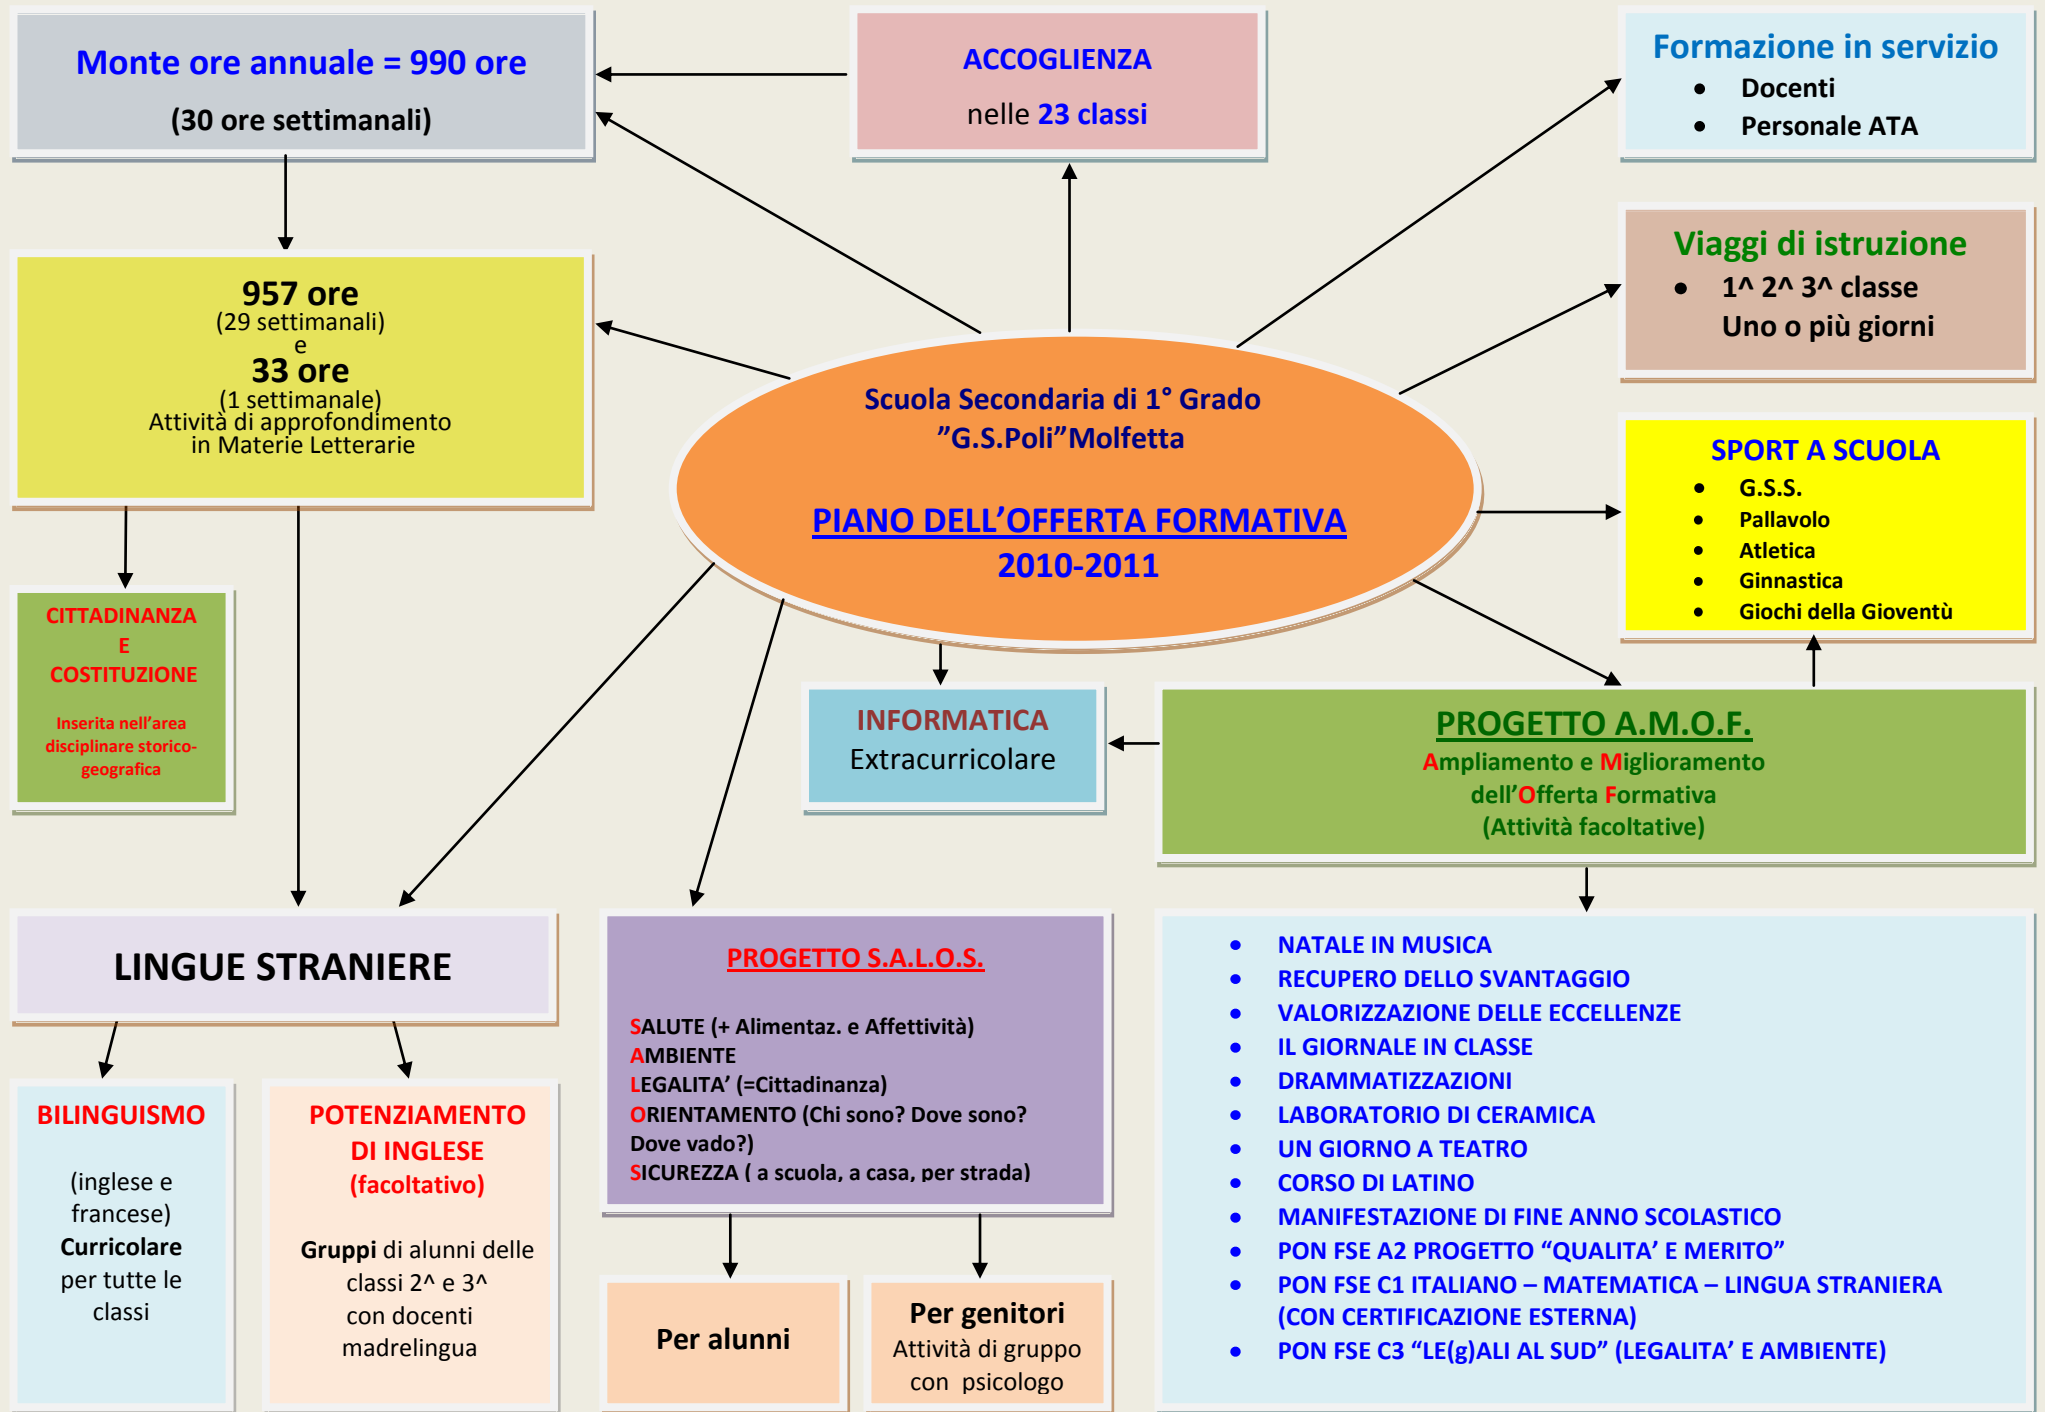 Monte ore annuale = 990 ore
(30 ore settimanali)
ACCOGLIENZA
nelle 23 classi
Formazione in servizio
• Docenti
• Personale ATA
957 ore
(29 settimanali)
e
33 ore
(1 settimanale)
Attività di approfondimento
in Materie Letterarie
Viaggi di istruzione
• 1^ 2^ 3^ classe
Uno o più giorni
Scuola Secondaria di 1° Grado
”G.S.Poli”Molfetta
PIANO DELL’OFFERTA FORMATIVA
2010-2011
SPORT A SCUOLA
• G.S.S.
• Pallavolo
• Atletica
• Ginnastica
• Giochi della Gioventù
CITTADINANZA
E
COSTITUZIONE
Inserita nell’area
disciplinare storico-
geografica
INFORMATICA
Extracurricolare
PROGETTO A.M.O.F.
Ampliamento e Miglioramento
dell’Offerta Formativa
(Attività facoltative)
LINGUE STRANIERE
PROGETTO S.A.L.O.S.
SALUTE (+ Alimentaz. e Affettività)
AMBIENTE
LEGALITA’ (=Cittadinanza)
ORIENTAMENTO (Chi sono? Dove sono?
Dove vado?)
SICUREZZA ( a scuola, a casa, per strada)
• NATALE IN MUSICA
• RECUPERO DELLO SVANTAGGIO
• VALORIZZAZIONE DELLE ECCELLENZE
• IL GIORNALE IN CLASSE
• DRAMMATIZZAZIONI
• LABORATORIO DI CERAMICA
• UN GIORNO A TEATRO
• CORSO DI LATINO
• MANIFESTAZIONE DI FINE ANNO SCOLASTICO
• PON FSE A2 PROGETTO “QUALITA’ E MERITO”
• PON FSE C1 ITALIANO – MATEMATICA – LINGUA STRANIERA
(CON CERTIFICAZIONE ESTERNA)
• PON FSE C3 “LE(g)ALI AL SUD” (LEGALITA’ E AMBIENTE)
BILINGUISMO
(inglese e
francese)
Curricolare
per tutte le
classi
POTENZIAMENTO
DI INGLESE
(facoltativo)
Gruppi di alunni delle
classi 2^ e 3^
con docenti
madrelingua
Per alunni
Per genitori
Attività di gruppo
con psicologo